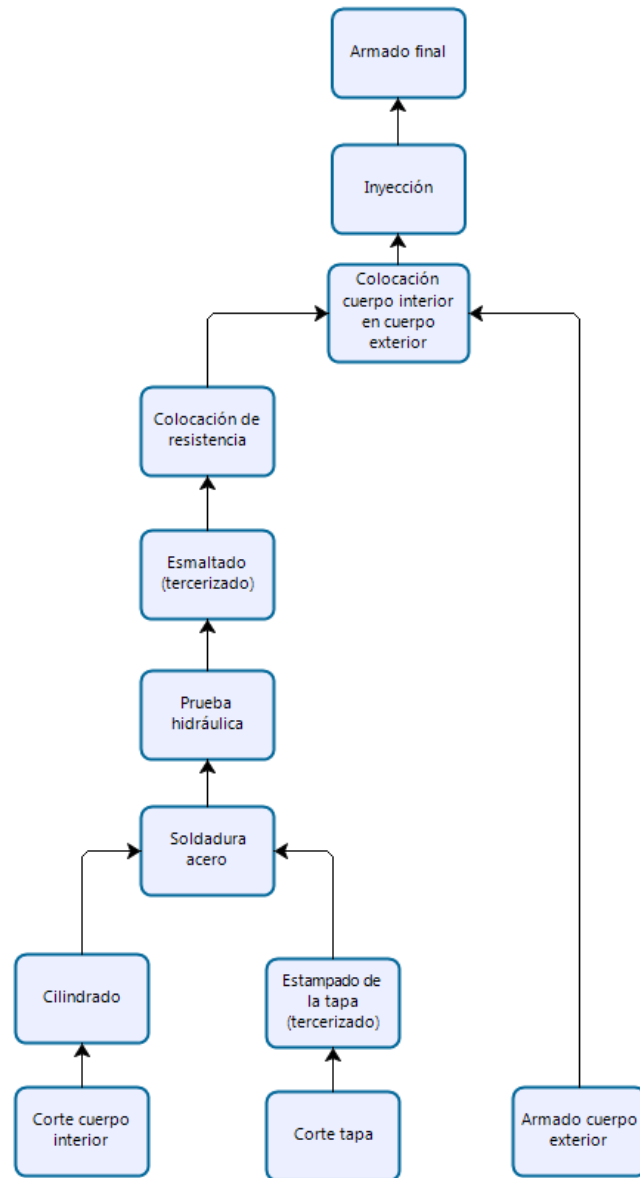 Armado final
Inyección
Colocación
cuerpo interior
en cuerpo
exterior
Colocación de
resistencia
Esmaltado
(tercerizado)
Prueba
hidráulica
Soldadura
acero
Cilindrado
Estampado de
la tapa
(tercerizado)
Corte cuerpo
interior
Corte tapa
Armado cuerpo
exterior